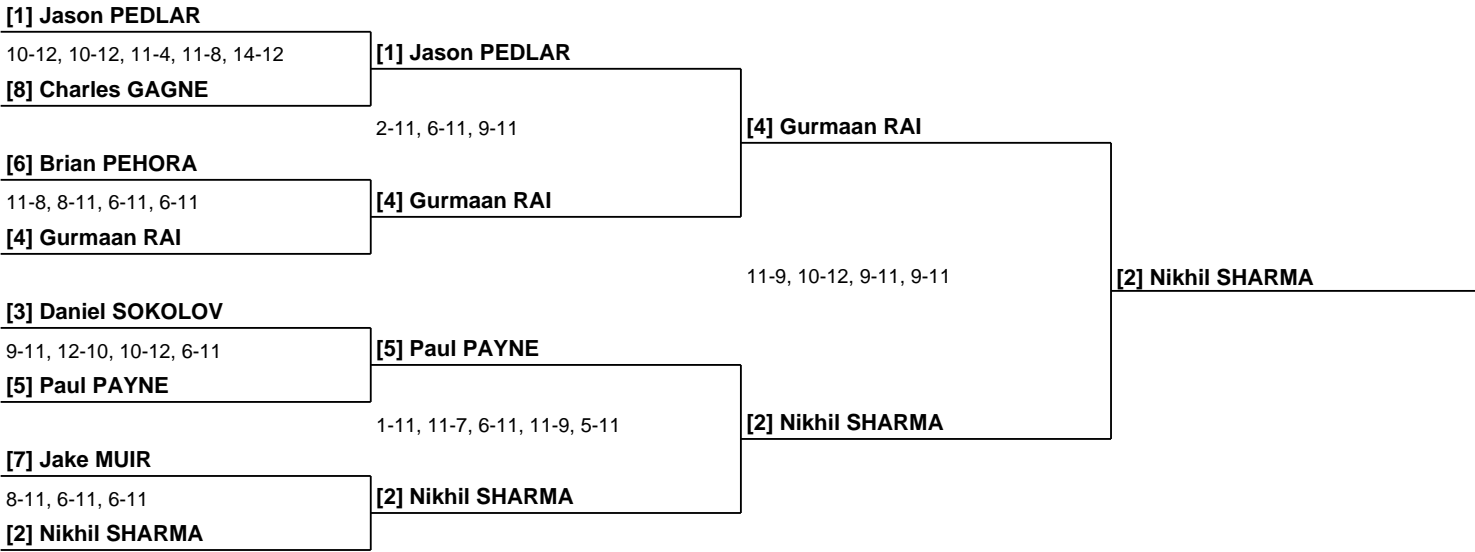 [1] Jason PEDLAR
10-12, 10-12, 11-4, 11-8, 14-12
[8] Charles GAGNE
[1] Jason PEDLAR
2-11, 6-11, 9-11
[6] Brian PEHORA
11-8, 8-11, 6-11, 6-11
[4] Gurmaan RAI
[4] Gurmaan RAI
[4] Gurmaan RAI
11-9, 10-12, 9-11, 9-11
[2] Nikhil SHARMA
[3] Daniel SOKOLOV
9-11, 12-10, 10-12, 6-11
[5] Paul PAYNE
[5] Paul PAYNE
1-11, 11-7, 6-11, 11-9, 5-11
[2] Nikhil SHARMA
[7] Jake MUIR
8-11, 6-11, 6-11
[2] Nikhil SHARMA
[2] Nikhil SHARMA